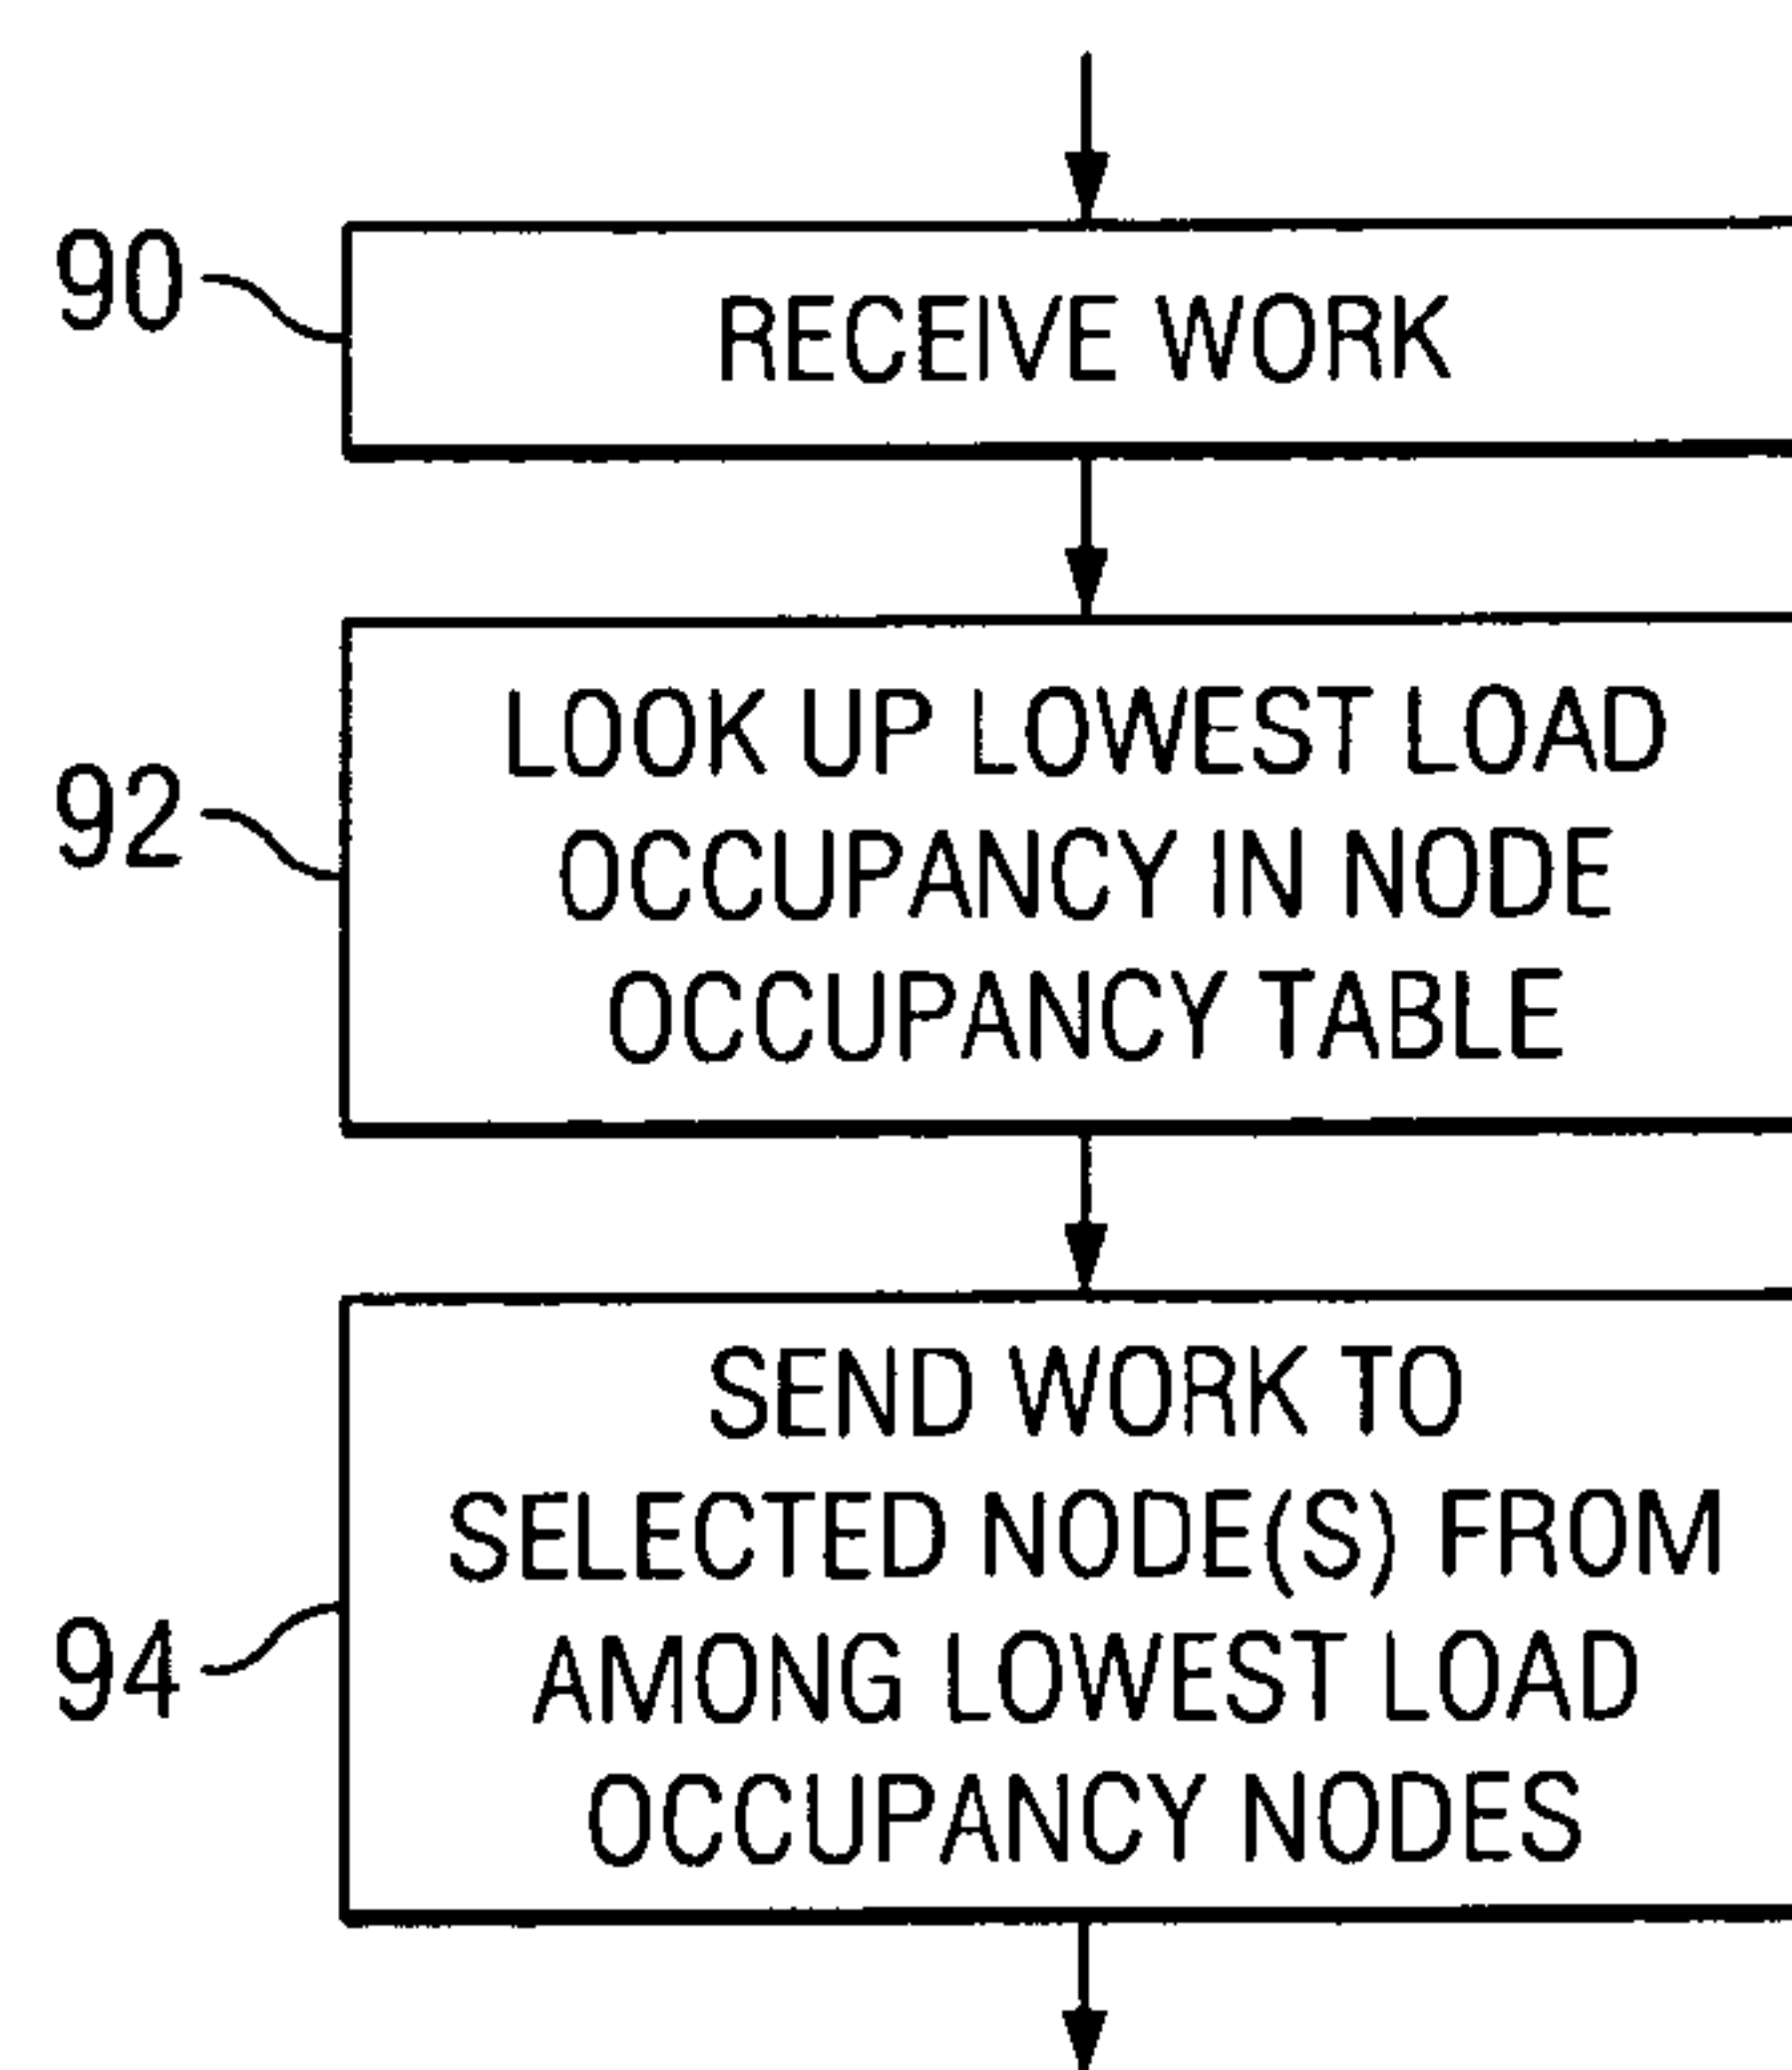 90
RECEIVE WORK
92
LOOK UP LOWEST LOAD
OCCUPANCY IN NODE
OCCUPANCY TABLE
94
SEND WORK TO
SELECTED NODE(S) FROM
AMONG LOWEST LOAD
OCCUPANCY NODES